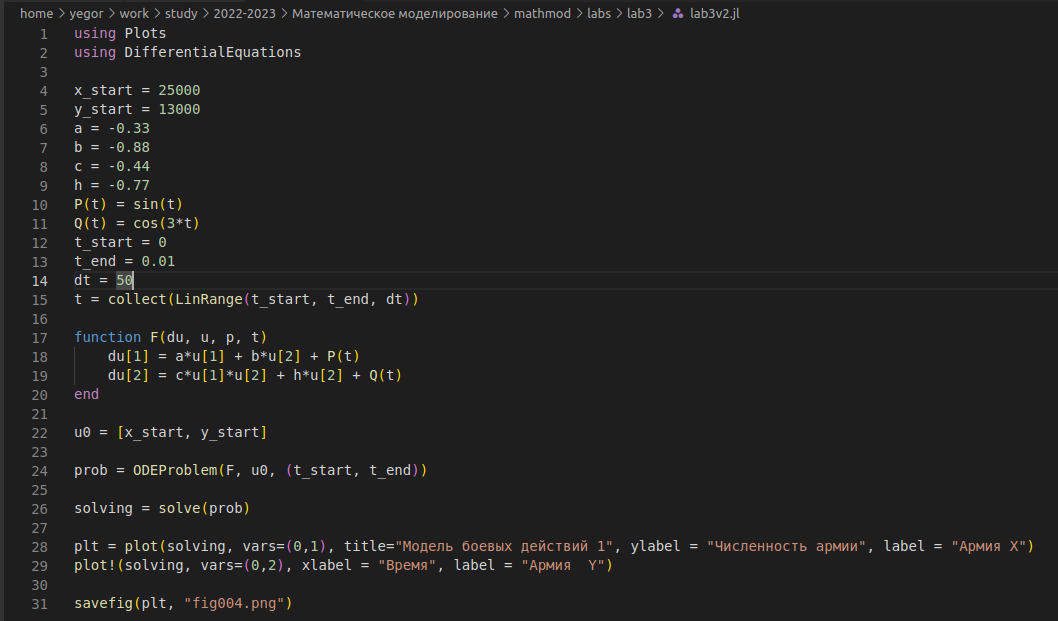 home > yegor > work > study > 2022-2023 > Математическое моделирование > mathmod > labs > lab3 > lab3v2.jl
1 using Plots
2 using DifferentialEquations
3
4 x_start = 25000
5 y_start = 13000
6 a = -0.33
7 b = -0.88
8 c = -0.44
9 h = -0.77
10 P(t) = sin(t)
11 Q(t) = cos(3*t)
12 t_start = 0
13 t_end = 0.01
14 dt = 50
15 t = collect(LinRange(t_start, t_end, dt))
16
17 function F(du, u, p, t)
18     du[1] = a*u[1] + b*u[2] + P(t)
19     du[2] = c*u[1]*u[2] + h*u[2] + Q(t)
20 end
21
22 u0 = [x_start, y_start]
23
24 prob = ODEProblem(F, u0, (t_start, t_end))
25
26 solving = solve(prob)
27
28 plt = plot(solving, vars=(0,1), title="Модель боевых действий 1", ylabel = "Численность армии", label = "Армия X")
29 plot!(solving, vars=(0,2), xlabel = "Время", label = "Армия  Y")
30
31 savefig(plt, "fig004.png")